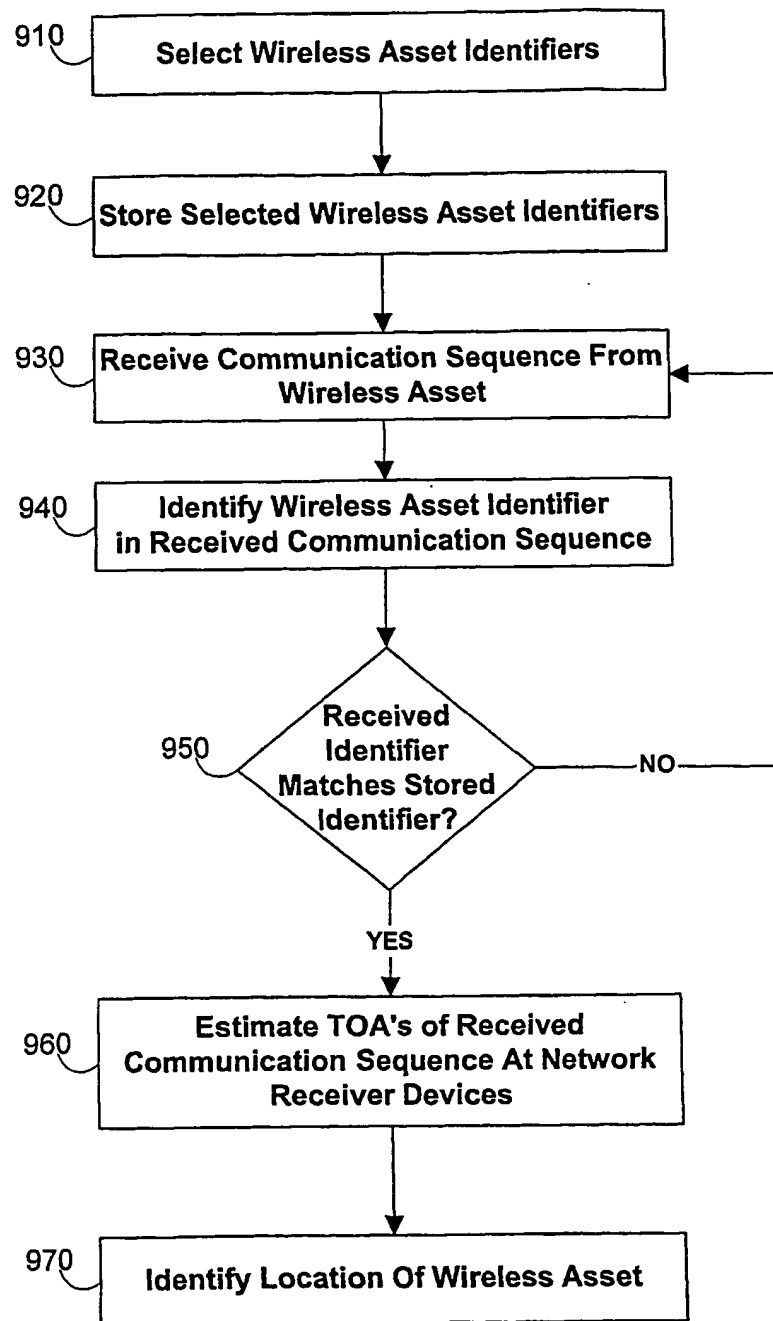 910
Select Wireless Asset Identifiers
920
Store Selected Wireless Asset Identifiers
930
Receive Communication Sequence From
Wireless Asset
940
Identify Wireless Asset Identifier
in Received Communication Sequence
950
Received
Identifier
Matches Stored
Identifier?
NO
YES
960
Estimate TOA's of Received
Communication Sequence At Network
Receiver Devices
970
Identify Location Of Wireless Asset